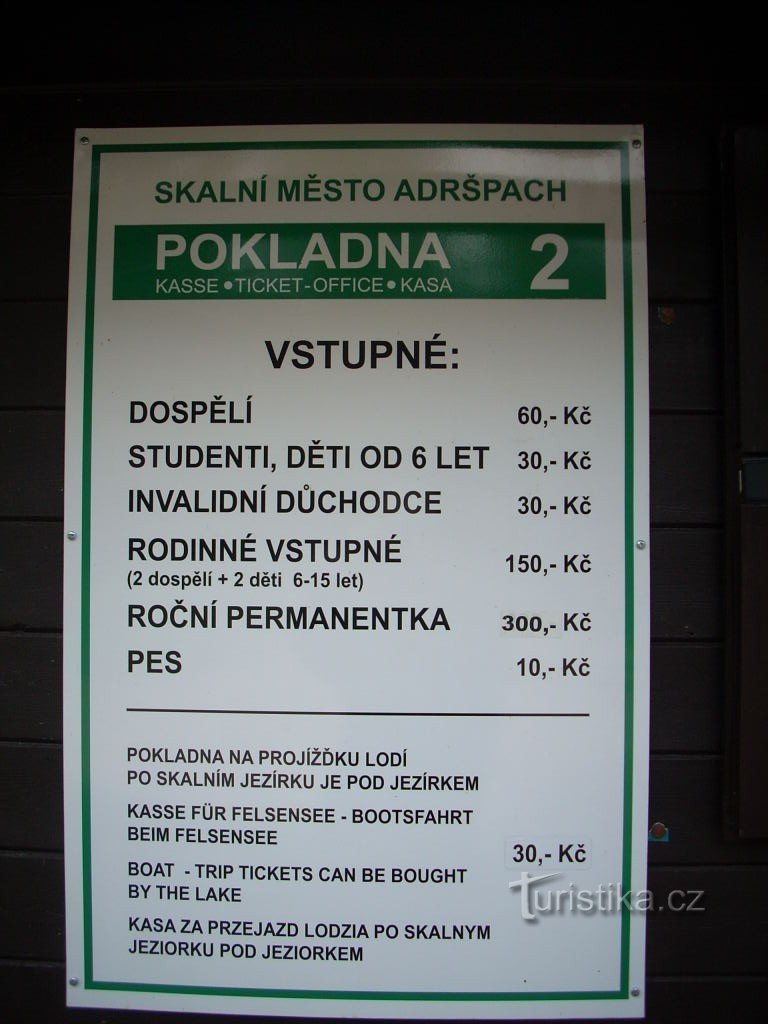 SKALNÍ MĚSTO ADRŠPACH
POKLADNA 2
KASSE • TICKET-OFFICE • KASA
VSTUPNÉ:
DOSPĚLÍ 60,- Kč
STUDENTI, DĚTI OD 6 LET 30,- Kč
INVALIDNÍ DŮCHODCE 30,- Kč
RODINNÉ VSTUPNÉ 150,- Kč
(2 dospělí + 2 děti 6-15 let)
ROČNÍ PERMANENTKA 300,- Kč
PES 10,- Kč
POKLADNA NA PROJÍŽĎKU LODÍ
PO SKALNÍM JEZÍRKU JE POD JEZÍRKEM
KASSE FÜR FELSENSEE - BOOTSFAHRT
BEIM FELSENSEE
30,- Kč
BOAT - TRIP TICKETS CAN BE BOUGHT
BY THE LAKE
KASA ZA PRZEJAZD LODZIA PO SKALNYM
JEZIORKU POD JEZIORKEM
Turistika.cz